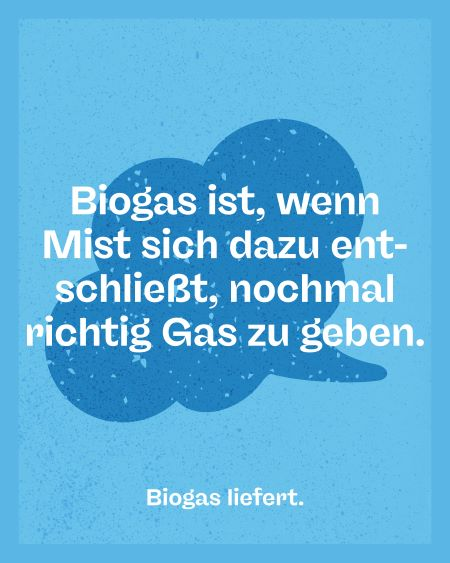 Biogas ist, wenn
Mist sich dazu ent-
schließt, nochmal
richtig Gas zu geben.
Biogas liefert.